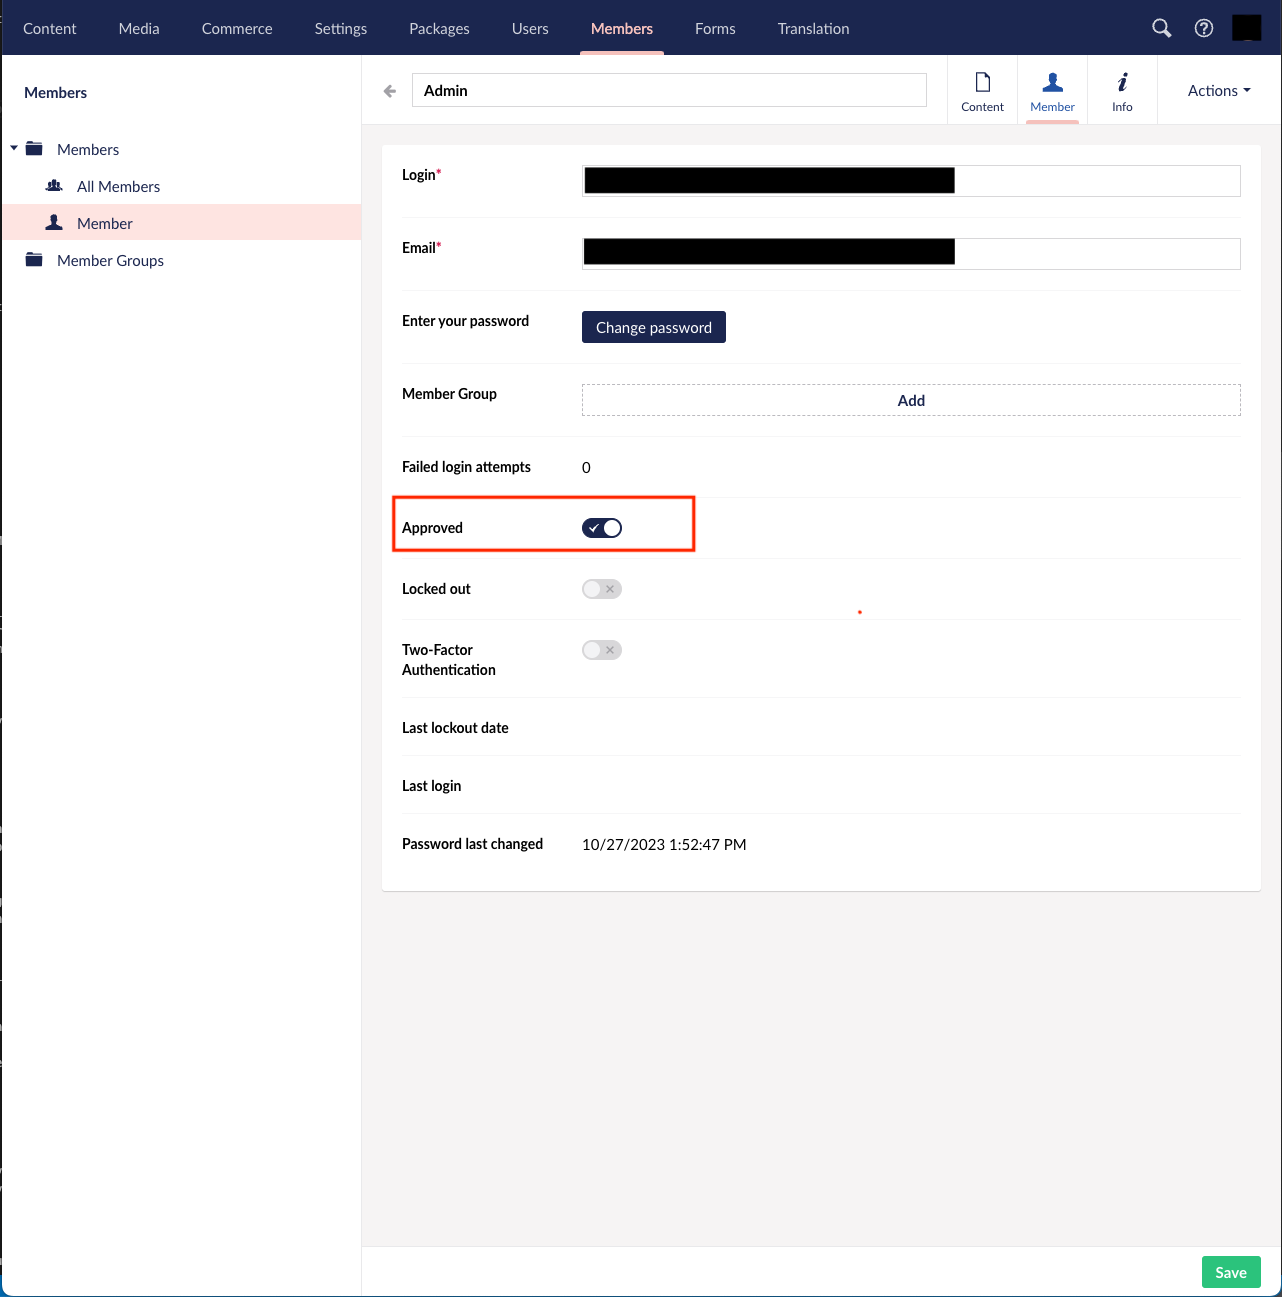 Content Media Commerce Settings Packages Users Members Forms Translation
Members
Members
All Members
Member
Member Groups
Admin
Content
Member
Info
Actions
Login*
Email*
Enter your password
Change password
Member Group
Add
Failed login attempts
0
Approved
Locked out
Two-Factor
Authentication
Last lockout date
Last login
Password last changed
10/27/2023 1:52:47 PM
Save